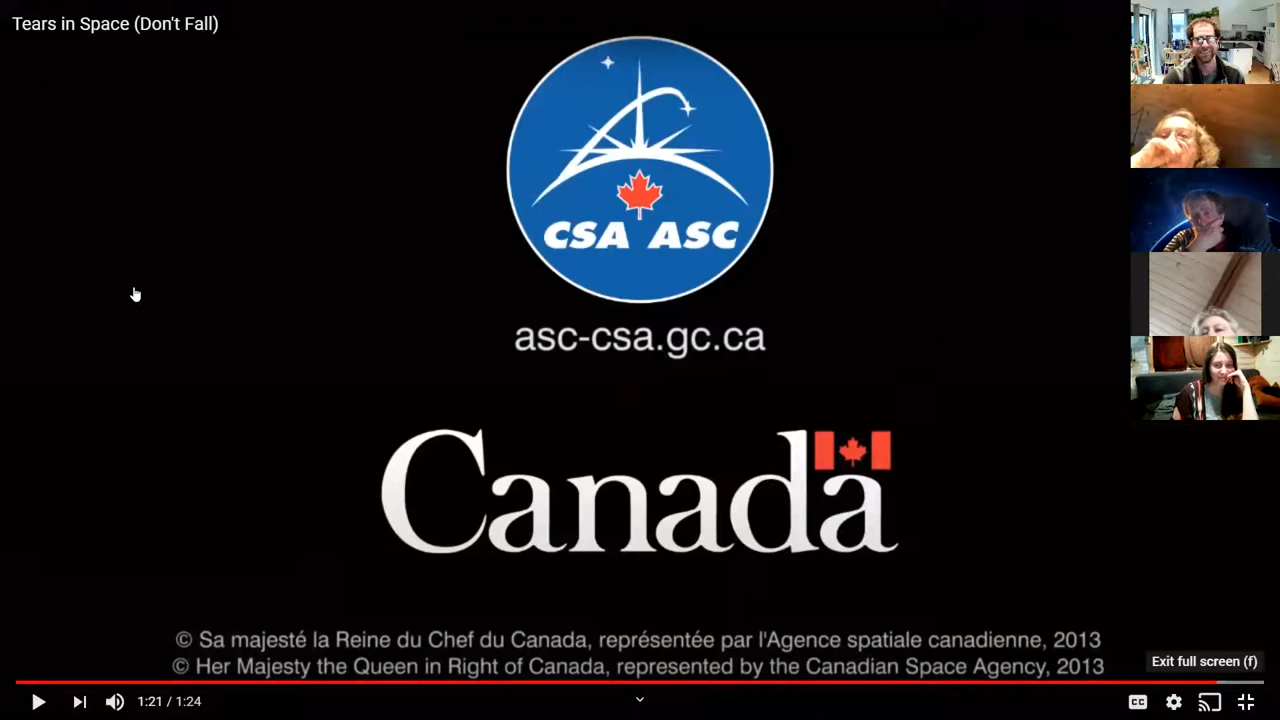 Tears in Space (Don't Fall)
CSA ASC
asc-csa.gc.ca
Canada
© Sa majesté la Reine du Chef du Canada, représentée par l'Agence spatiale canadienne, 2013
© Her Majesty the Queen in Right of Canada, represented by the Canadian Space Agency, 2013
Exit full screen (f)
1:21 / 1:24
CC